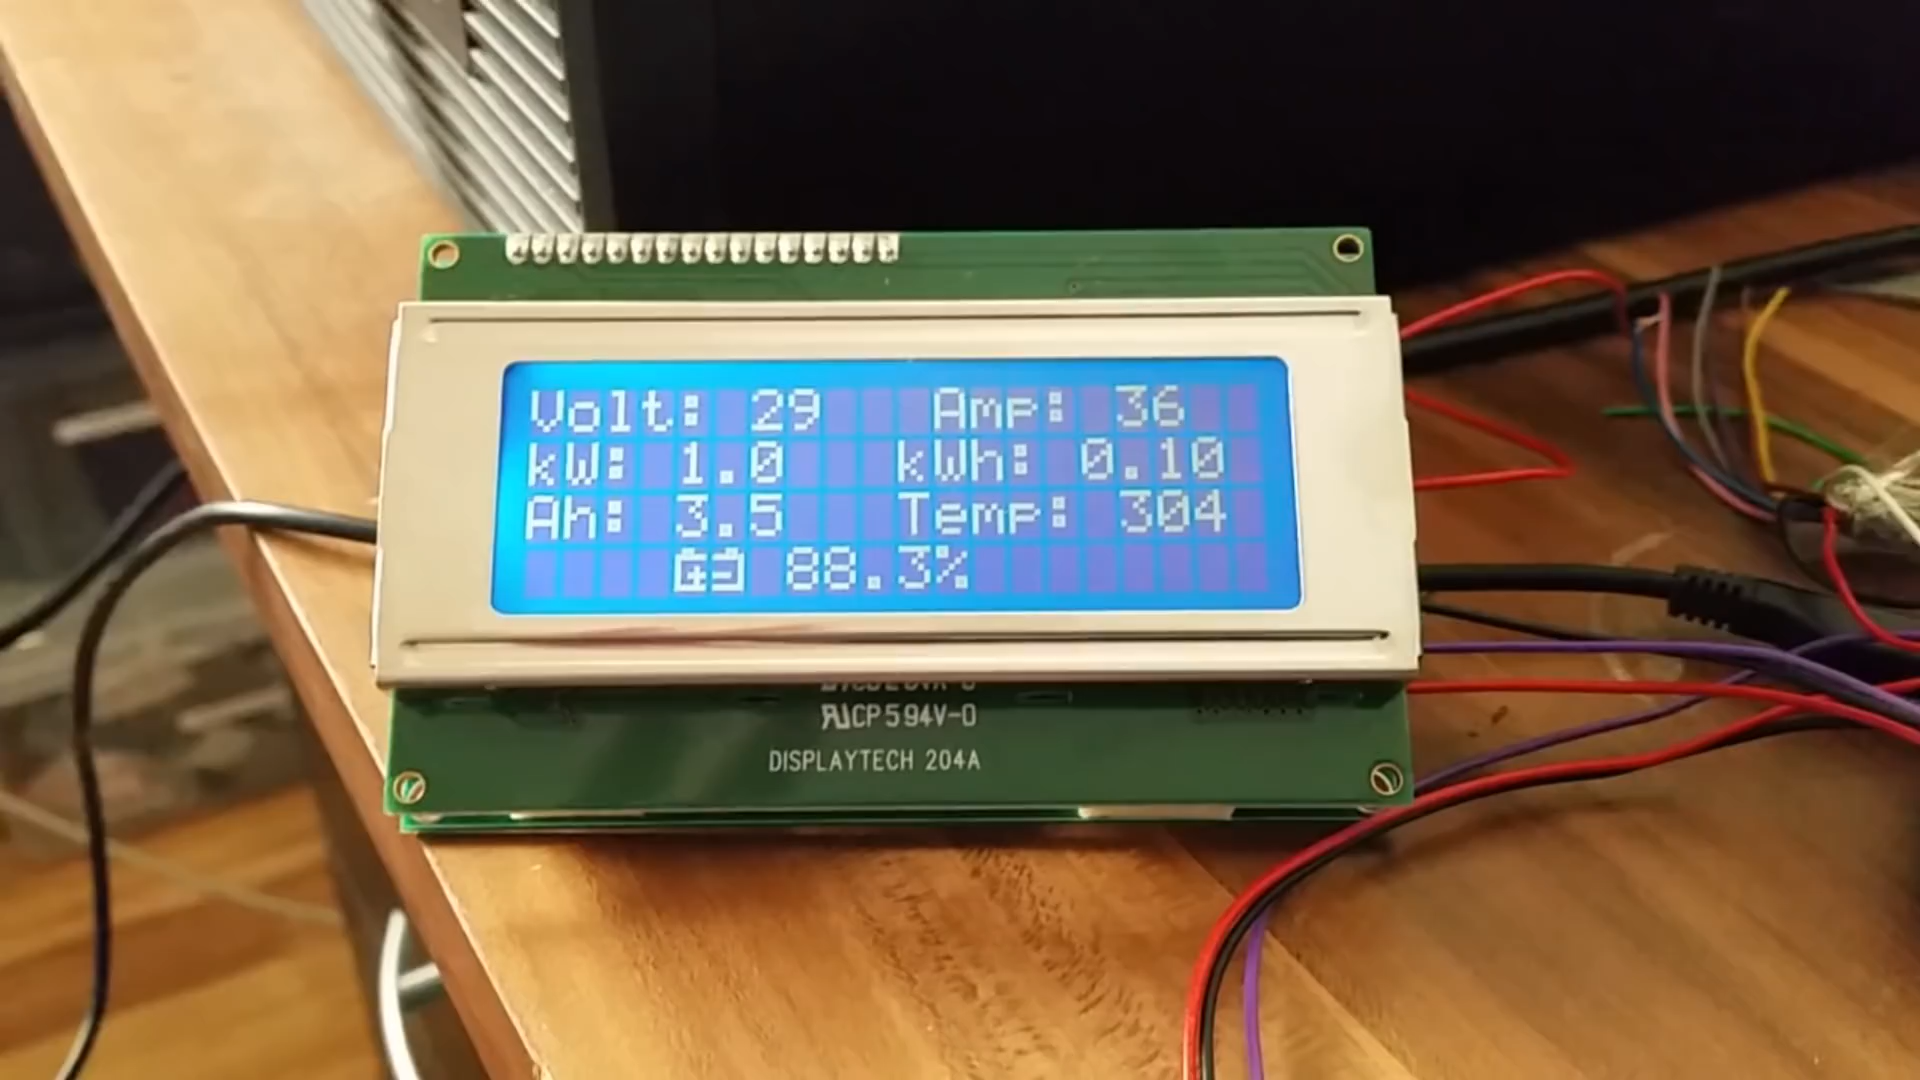 Volt: 29 Amp: 36
kW: 1.0 kWh: 0.10
Ah: 3.5 Temp: 304
88.3%
CP594V-0
DISPLAYTECH 204A